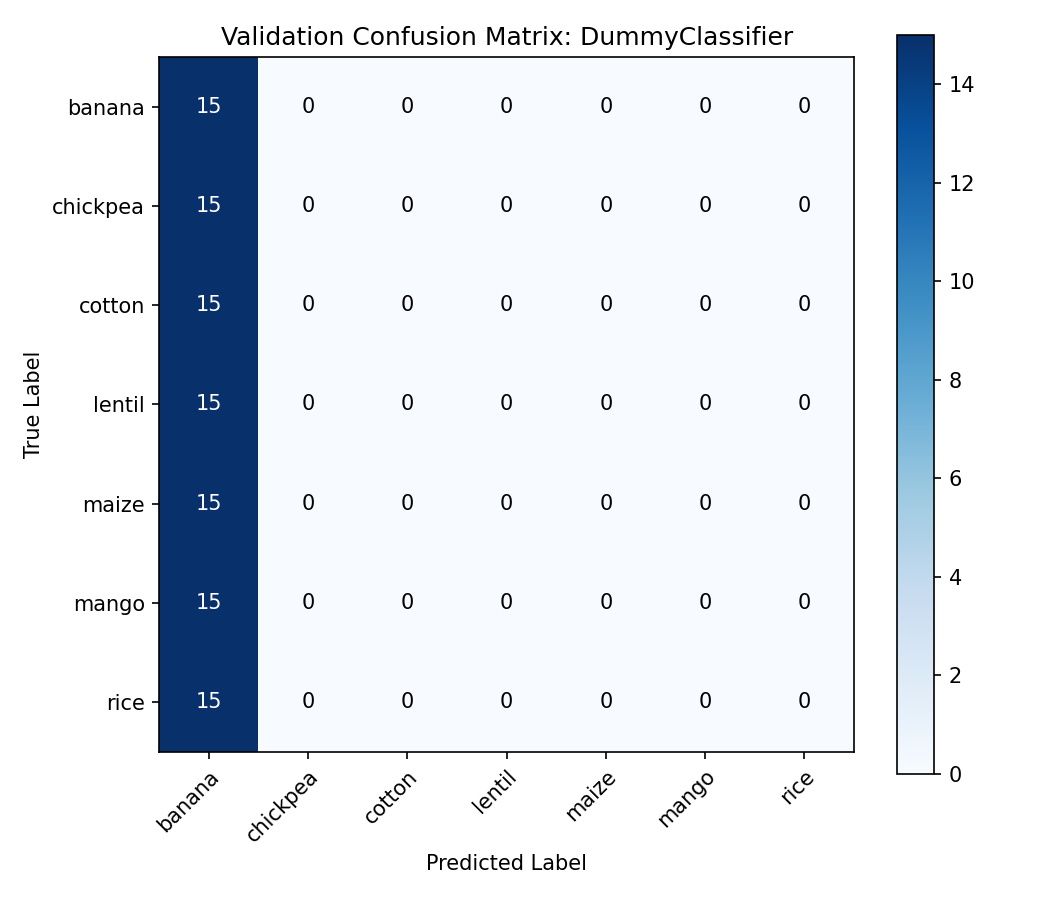 Validation Confusion Matrix: DummyClassifier
banana 15 0 0 0 0 0 0
chickpea 15 0 0 0 0 0 0
cotton 15 0 0 0 0 0 0
lentil 15 0 0 0 0 0 0
maize 15 0 0 0 0 0 0
mango 15 0 0 0 0 0 0
rice 15 0 0 0 0 0 0
True Label
banana chickpea cotton lentil maize mango rice
Predicted Label
14
12
10
8
6
4
2
0